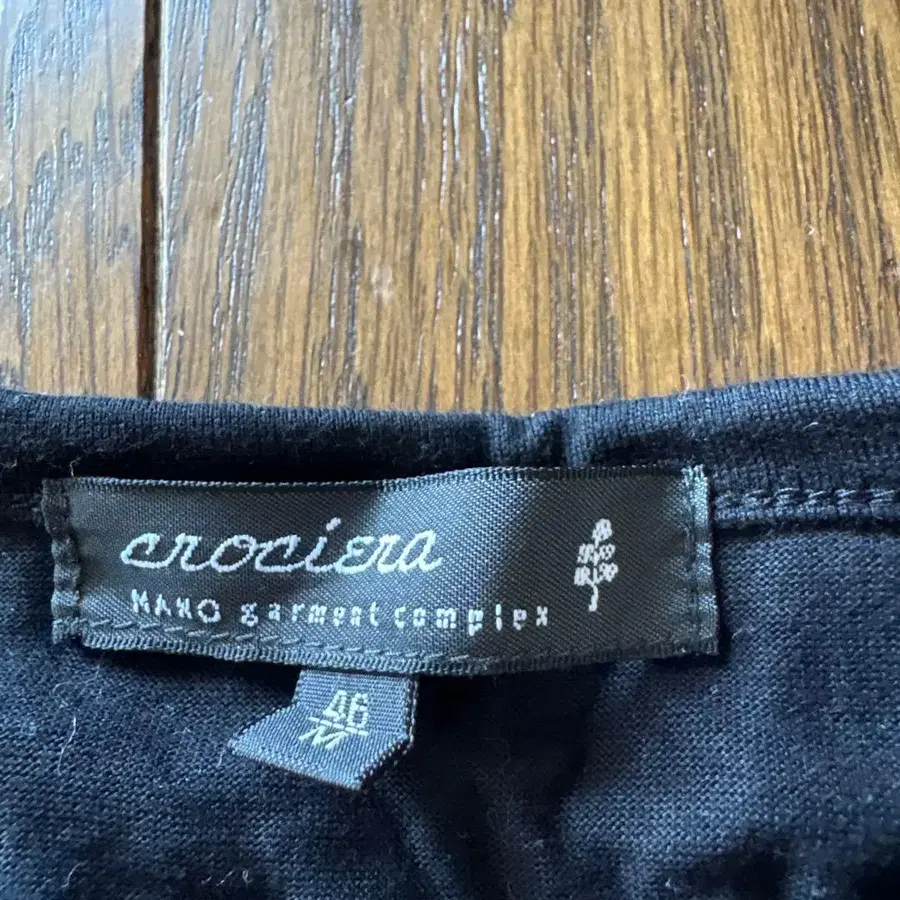 crociera
MANO garment complex
46
M